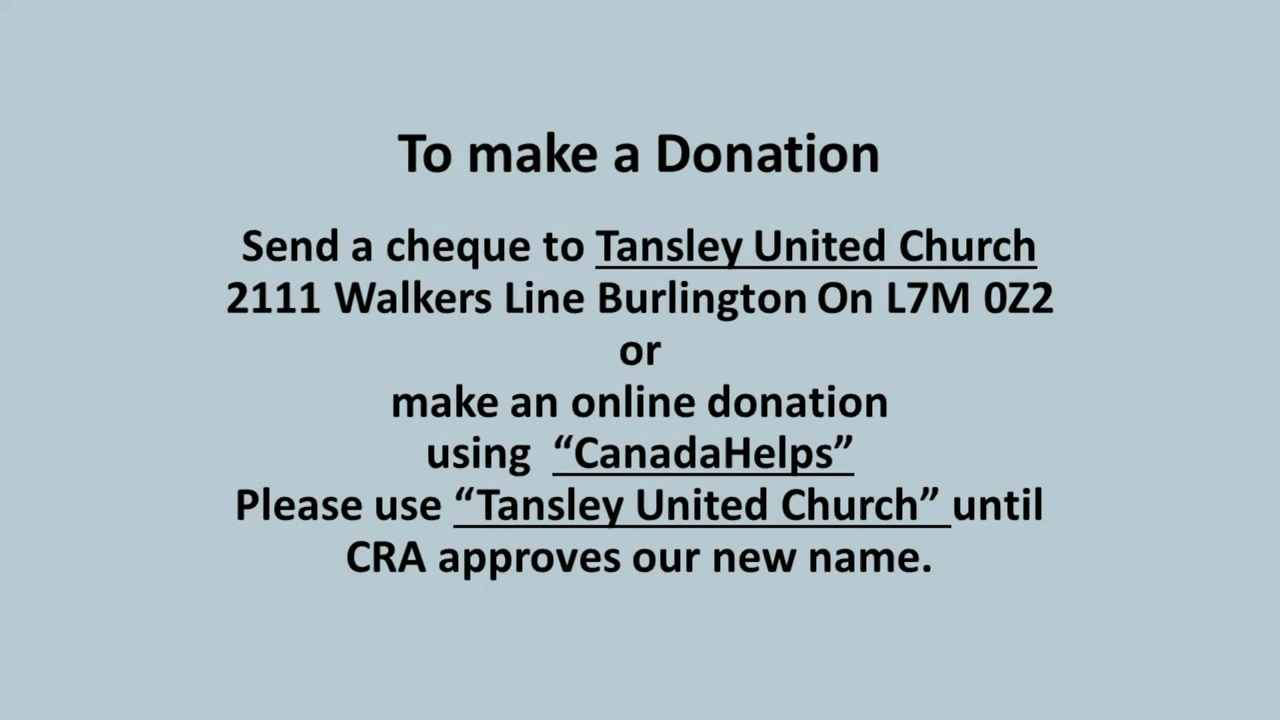 To make a Donation
Send a cheque to Tansley United Church
2111 Walkers Line Burlington On L7M 0Z2
or
make an online donation
using “CanadaHelps”
Please use “Tansley United Church” until
CRA approves our new name.